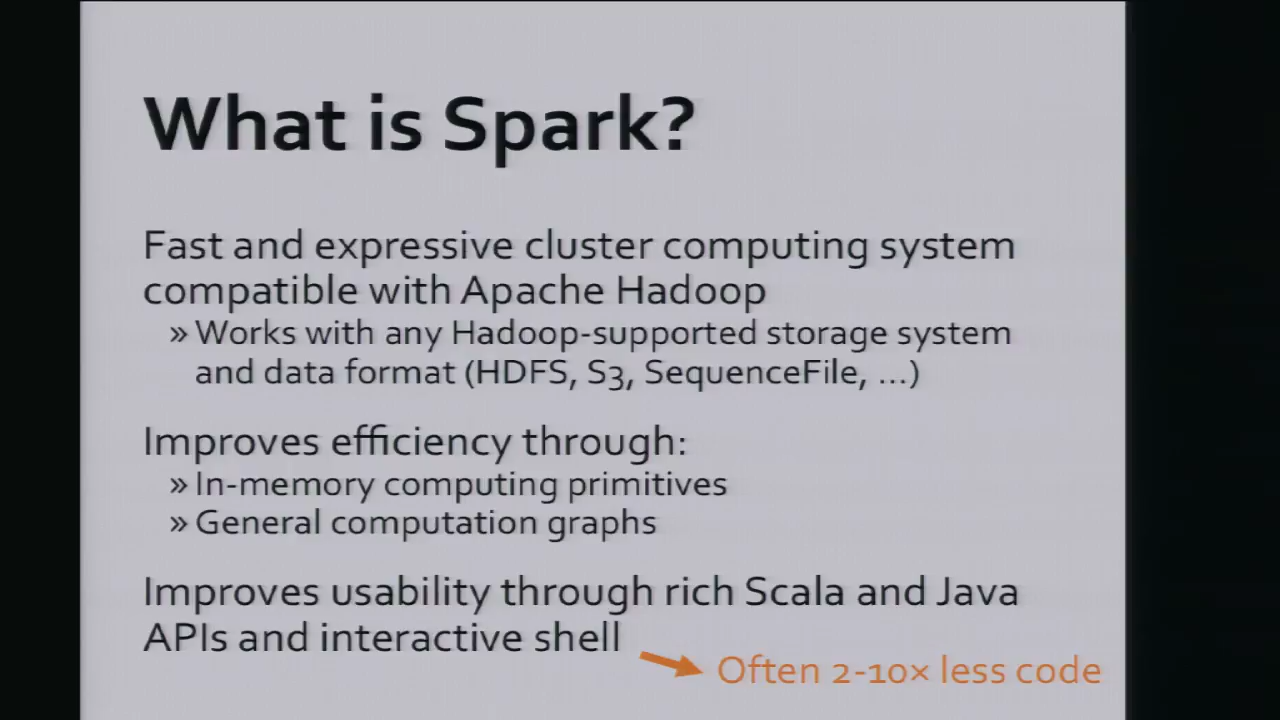 What is Spark?
Fast and expressive cluster computing system
compatible with Apache Hadoop
» Works with any Hadoop-supported storage system
and data format (HDFS, S3, SequenceFile, ...)
Improves efficiency through:
» In-memory computing primitives
» General computation graphs
Improves usability through rich Scala and Java
APIs and interactive shell
Often 2-10× less code